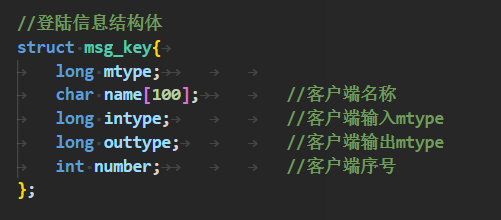 //登陆信息结构体
struct msg_key{
long mtype;
char name[100]; //客户端名称
long intype; //客户端输入mtype
long outtype; //客户端输出mtype
int number; //客户端序号
};